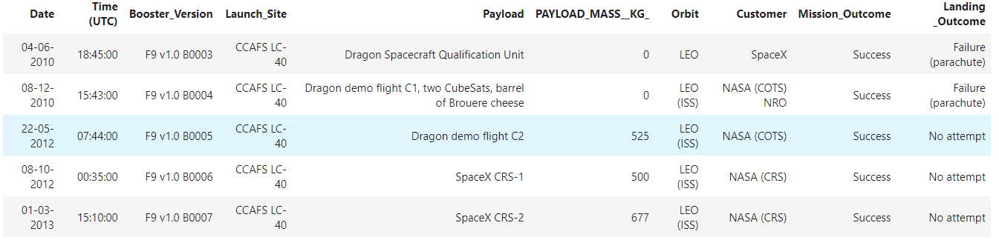 Date Time (UTC) Booster_Version Launch_Site Payload PAYLOAD_MASS__KG_ Orbit Customer Mission_Outcome Landing _Outcome
04-06-2010 18:45:00 F9 v1.0 B0003 CCAFS LC-40 Dragon Spacecraft Qualification Unit 0 LEO SpaceX Success Failure (parachute)
08-12-2010 15:43:00 F9 v1.0 B0004 CCAFS LC-40 Dragon demo flight C1, two CubeSats, barrel of Brouere cheese 0 LEO (ISS) NASA (COTS) NRO Success Failure (parachute)
22-05-2012 07:44:00 F9 v1.0 B0005 CCAFS LC-40 Dragon demo flight C2 525 LEO (ISS) NASA (COTS) Success No attempt
08-10-2012 00:35:00 F9 v1.0 B0006 CCAFS LC-40 SpaceX CRS-1 500 LEO (ISS) NASA (CRS) Success No attempt
01-03-2013 15:10:00 F9 v1.0 B0007 CCAFS LC-40 SpaceX CRS-2 677 LEO (ISS) NASA (CRS) Success No attempt